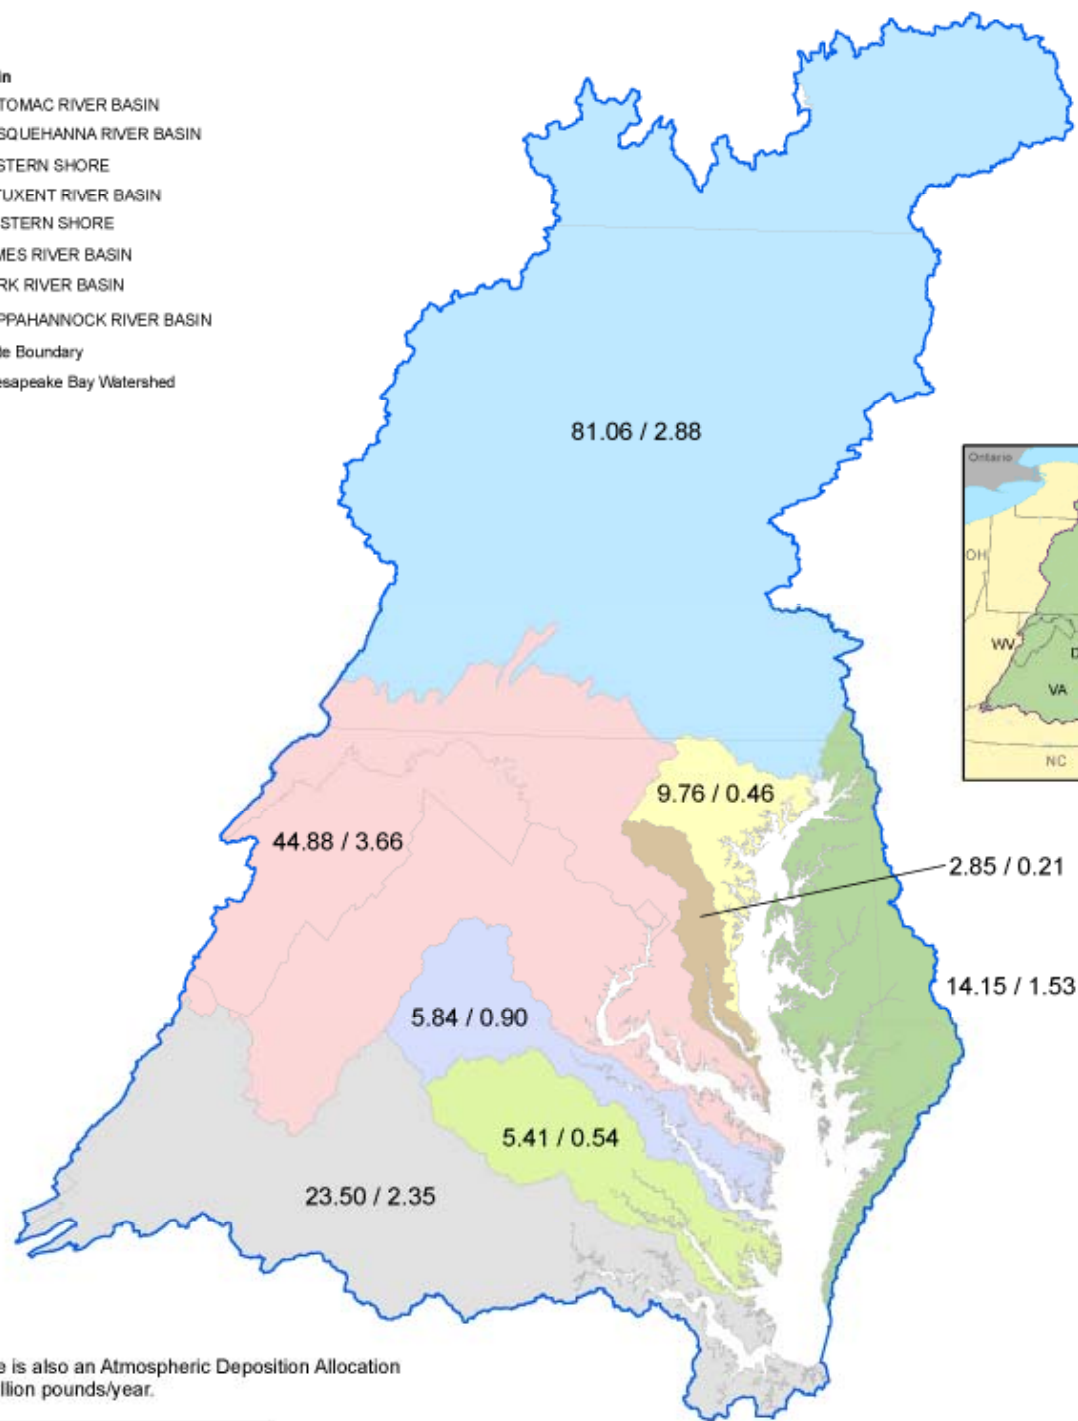 in
TOMAC RIVER BASIN
SQUEHANNA RIVER BASIN
STERN SHORE
TUXENT RIVER BASIN
STERN SHORE
MES RIVER BASIN
RK RIVER BASIN
PPAHANNOCK RIVER BASIN
te Boundary
esapeake Bay Watershed
81.06 / 2.88
Ontario
OH
WV
D
VA
NC
9.76 / 0.46
44.88 / 3.66
2.85 / 0.21
14.15 / 1.53
5.84 / 0.90
5.41 / 0.54
23.50 / 2.35
e is also an Atmospheric Deposition Allocation
llion pounds/year.